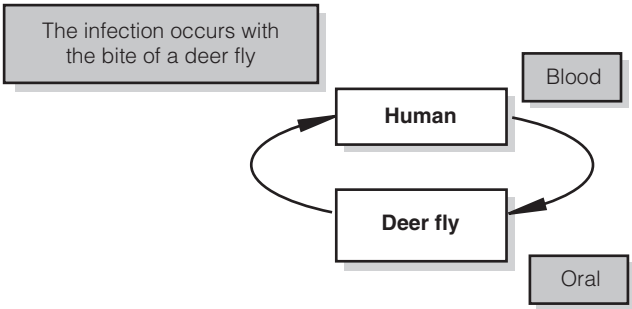 The infection occurs with
the bite of a deer fly
Blood
Human
Deer fly
Oral